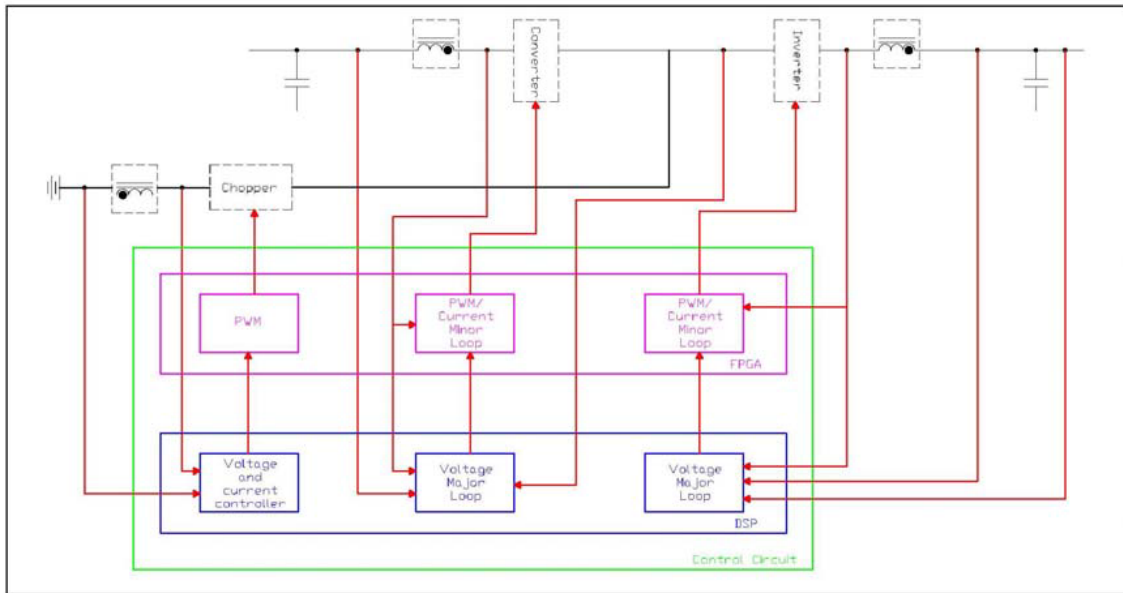 Converter
Inverter
Chopper
PWM
PWM/
Current
Minor
Loop
PWM/
Current
Minor
Loop
FPGA
Voltage
and
current
controller
Voltage
Major
Loop
Voltage
Major
Loop
DSP
Control Circuit